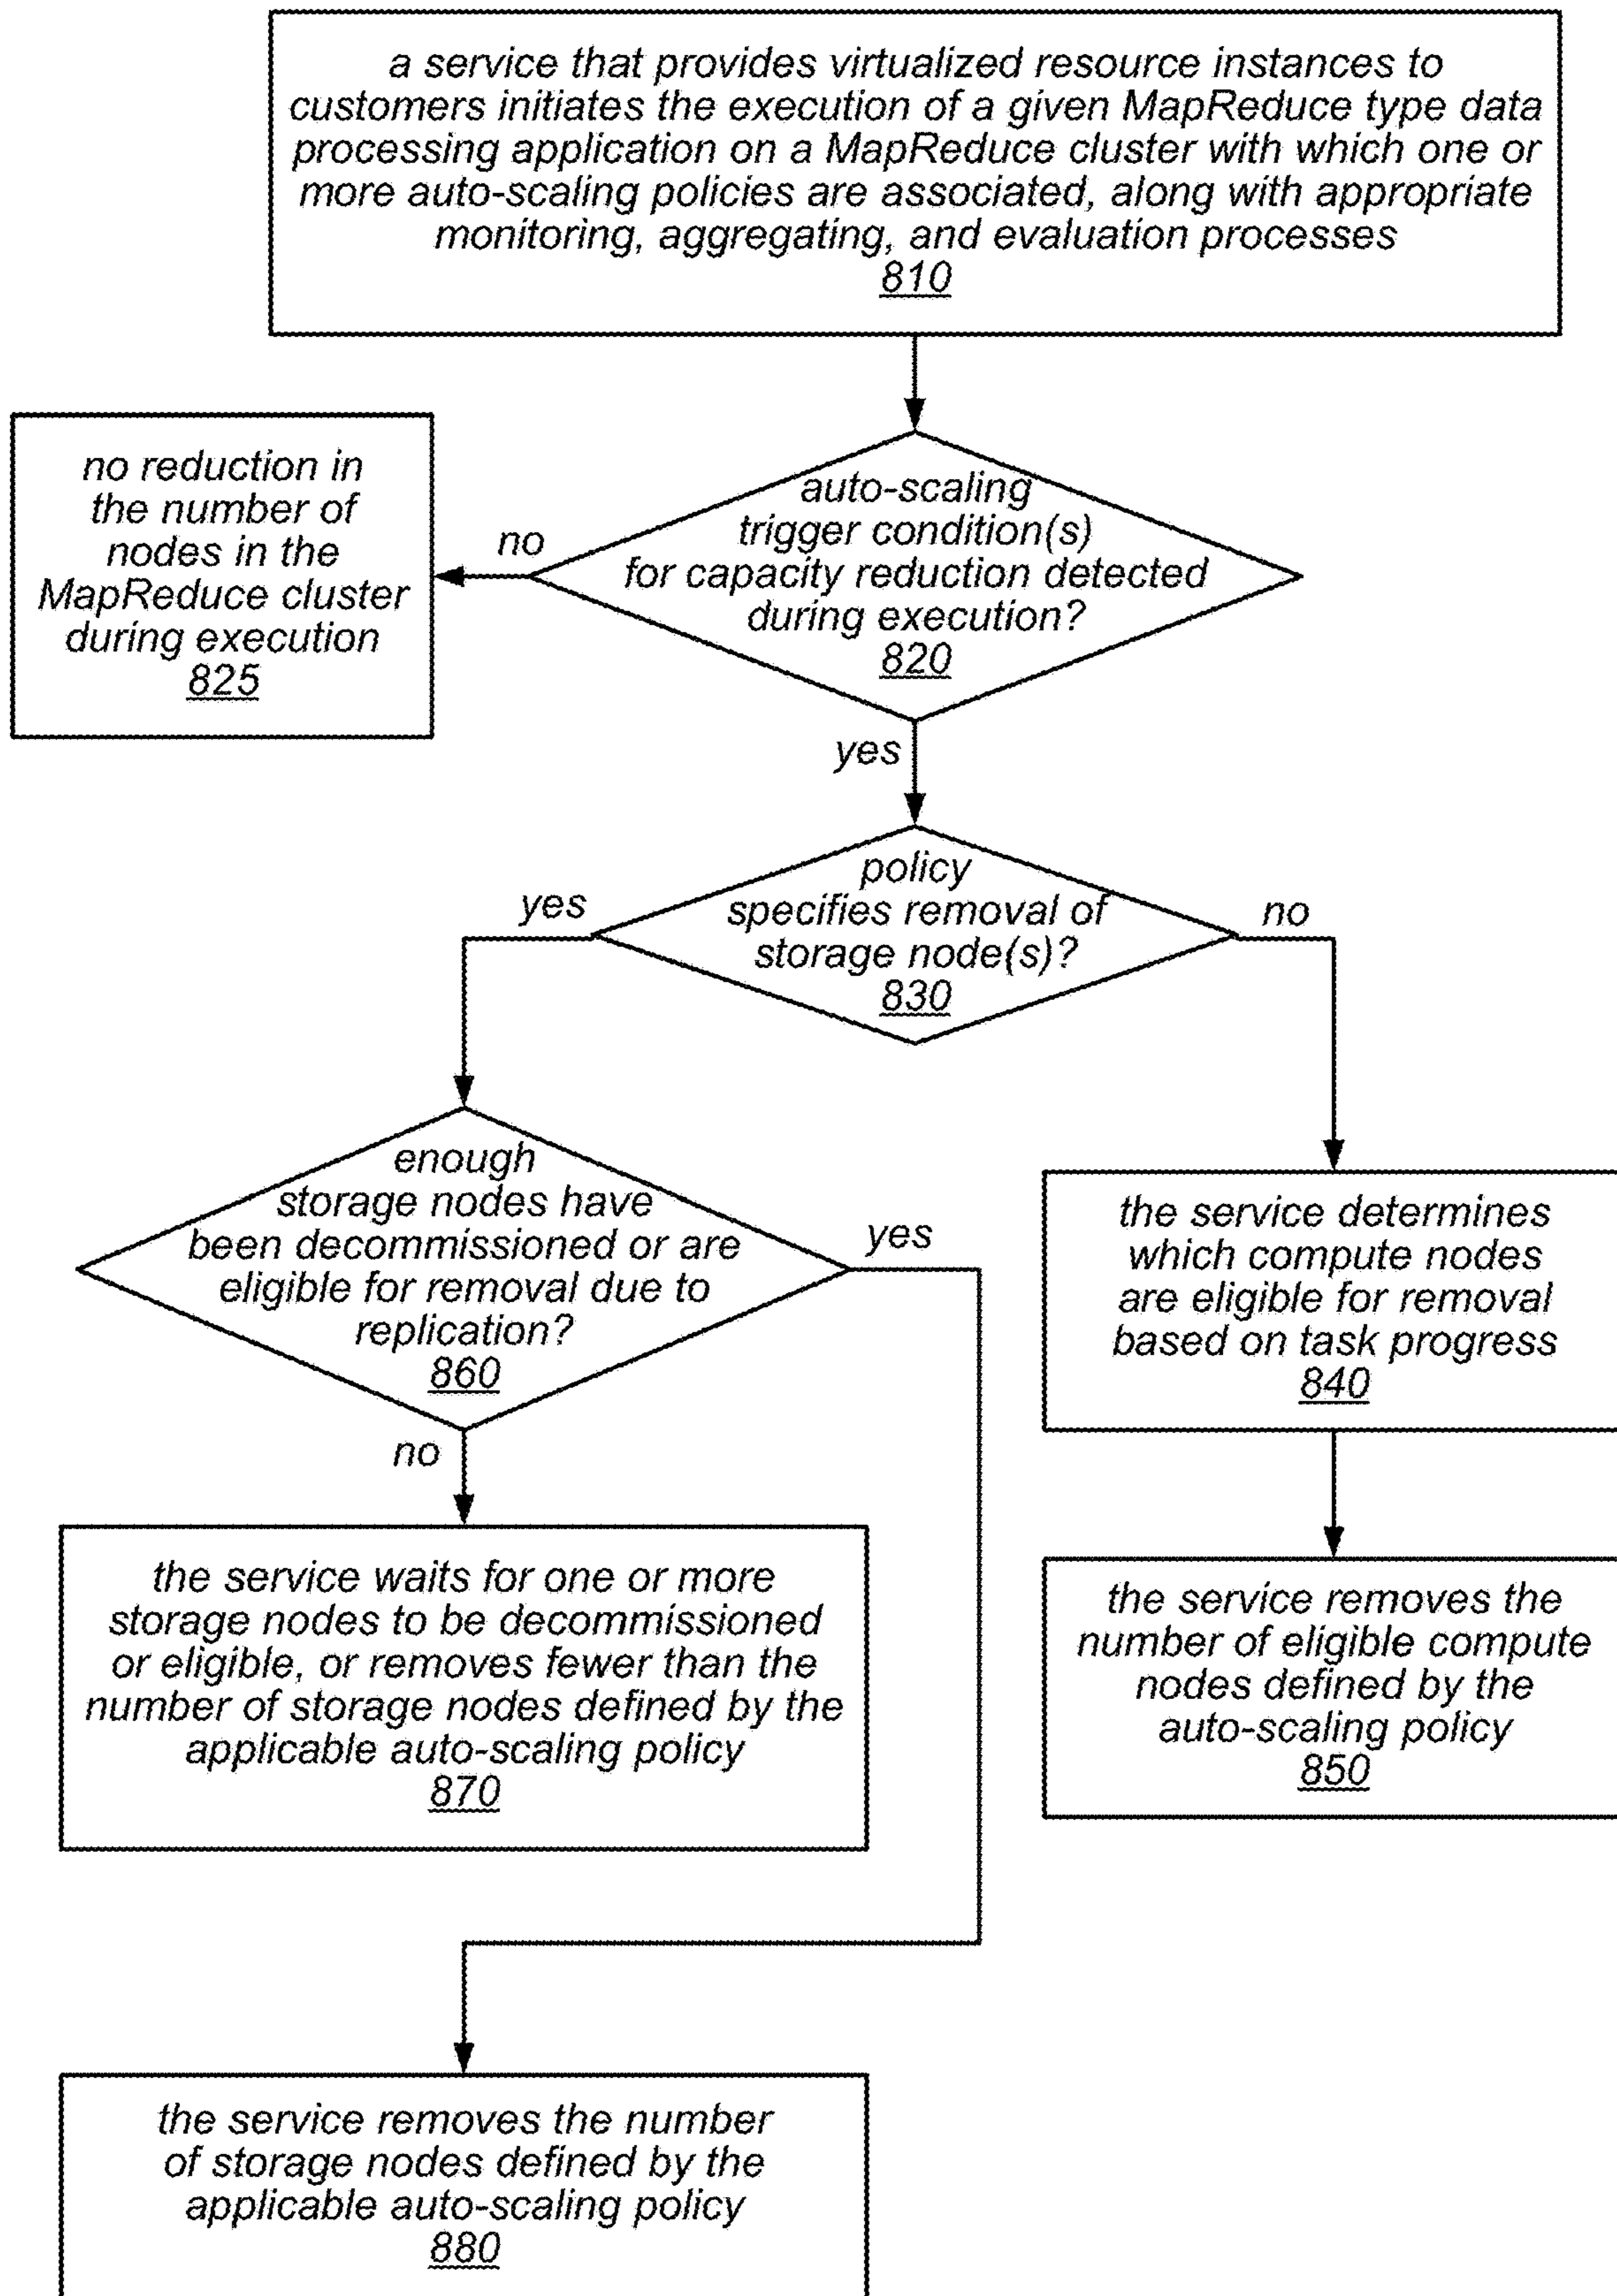 a service that provides virtualized resource instances to
customers initiates the execution of a given MapReduce type data
processing application on a MapReduce cluster with which one or
more auto-scaling policies are associated, along with appropriate
monitoring, aggregating, and evaluation processes
810
no reduction in
the number of
nodes in the
MapReduce cluster
during execution
825
no
auto-scaling
trigger condition(s)
for capacity reduction detected
during execution?
820
yes
yes
policy
specifies removal of
storage node(s)?
830
no
enough
storage nodes have
been decommissioned or are
eligible for removal due to
replication?
860
yes
no
the service determines
which compute nodes
are eligible for removal
based on task progress
840
the service waits for one or more
storage nodes to be decommissioned
or eligible, or removes fewer than the
number of storage nodes defined by the
applicable auto-scaling policy
870
the service removes the
number of eligible compute
nodes defined by the
auto-scaling policy
850
the service removes the number
of storage nodes defined by the
applicable auto-scaling policy
880